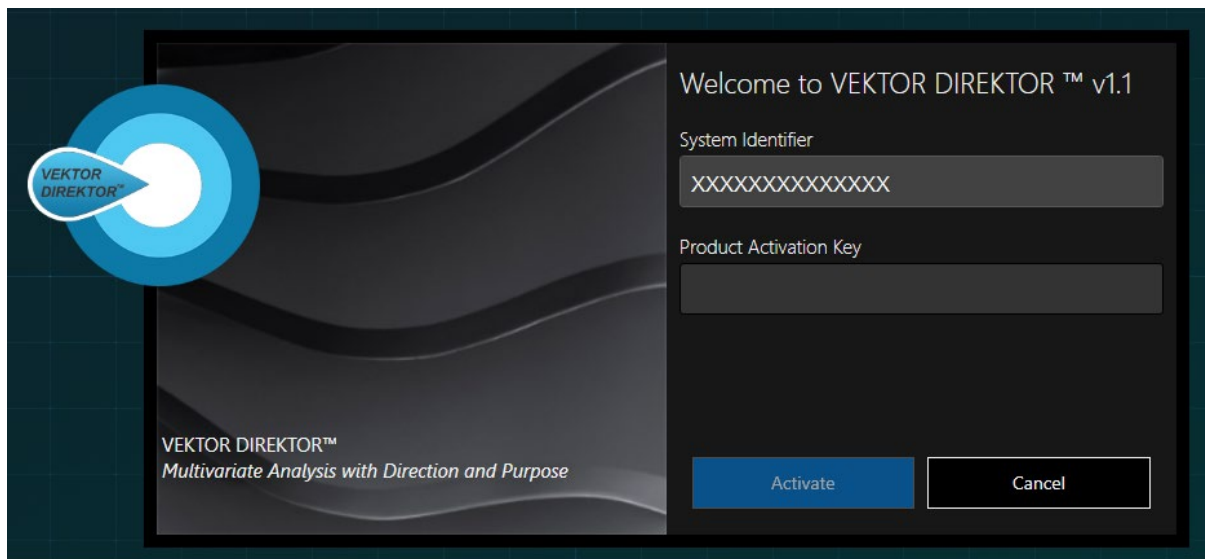 VEKTOR
DIREKTOR™
Welcome to VEKTOR DIREKTOR ™ v1.1
System Identifier
XXXXXXXXXXXXXX
Product Activation Key
VEKTOR DIREKTOR™
Multivariate Analysis with Direction and Purpose
Activate
Cancel